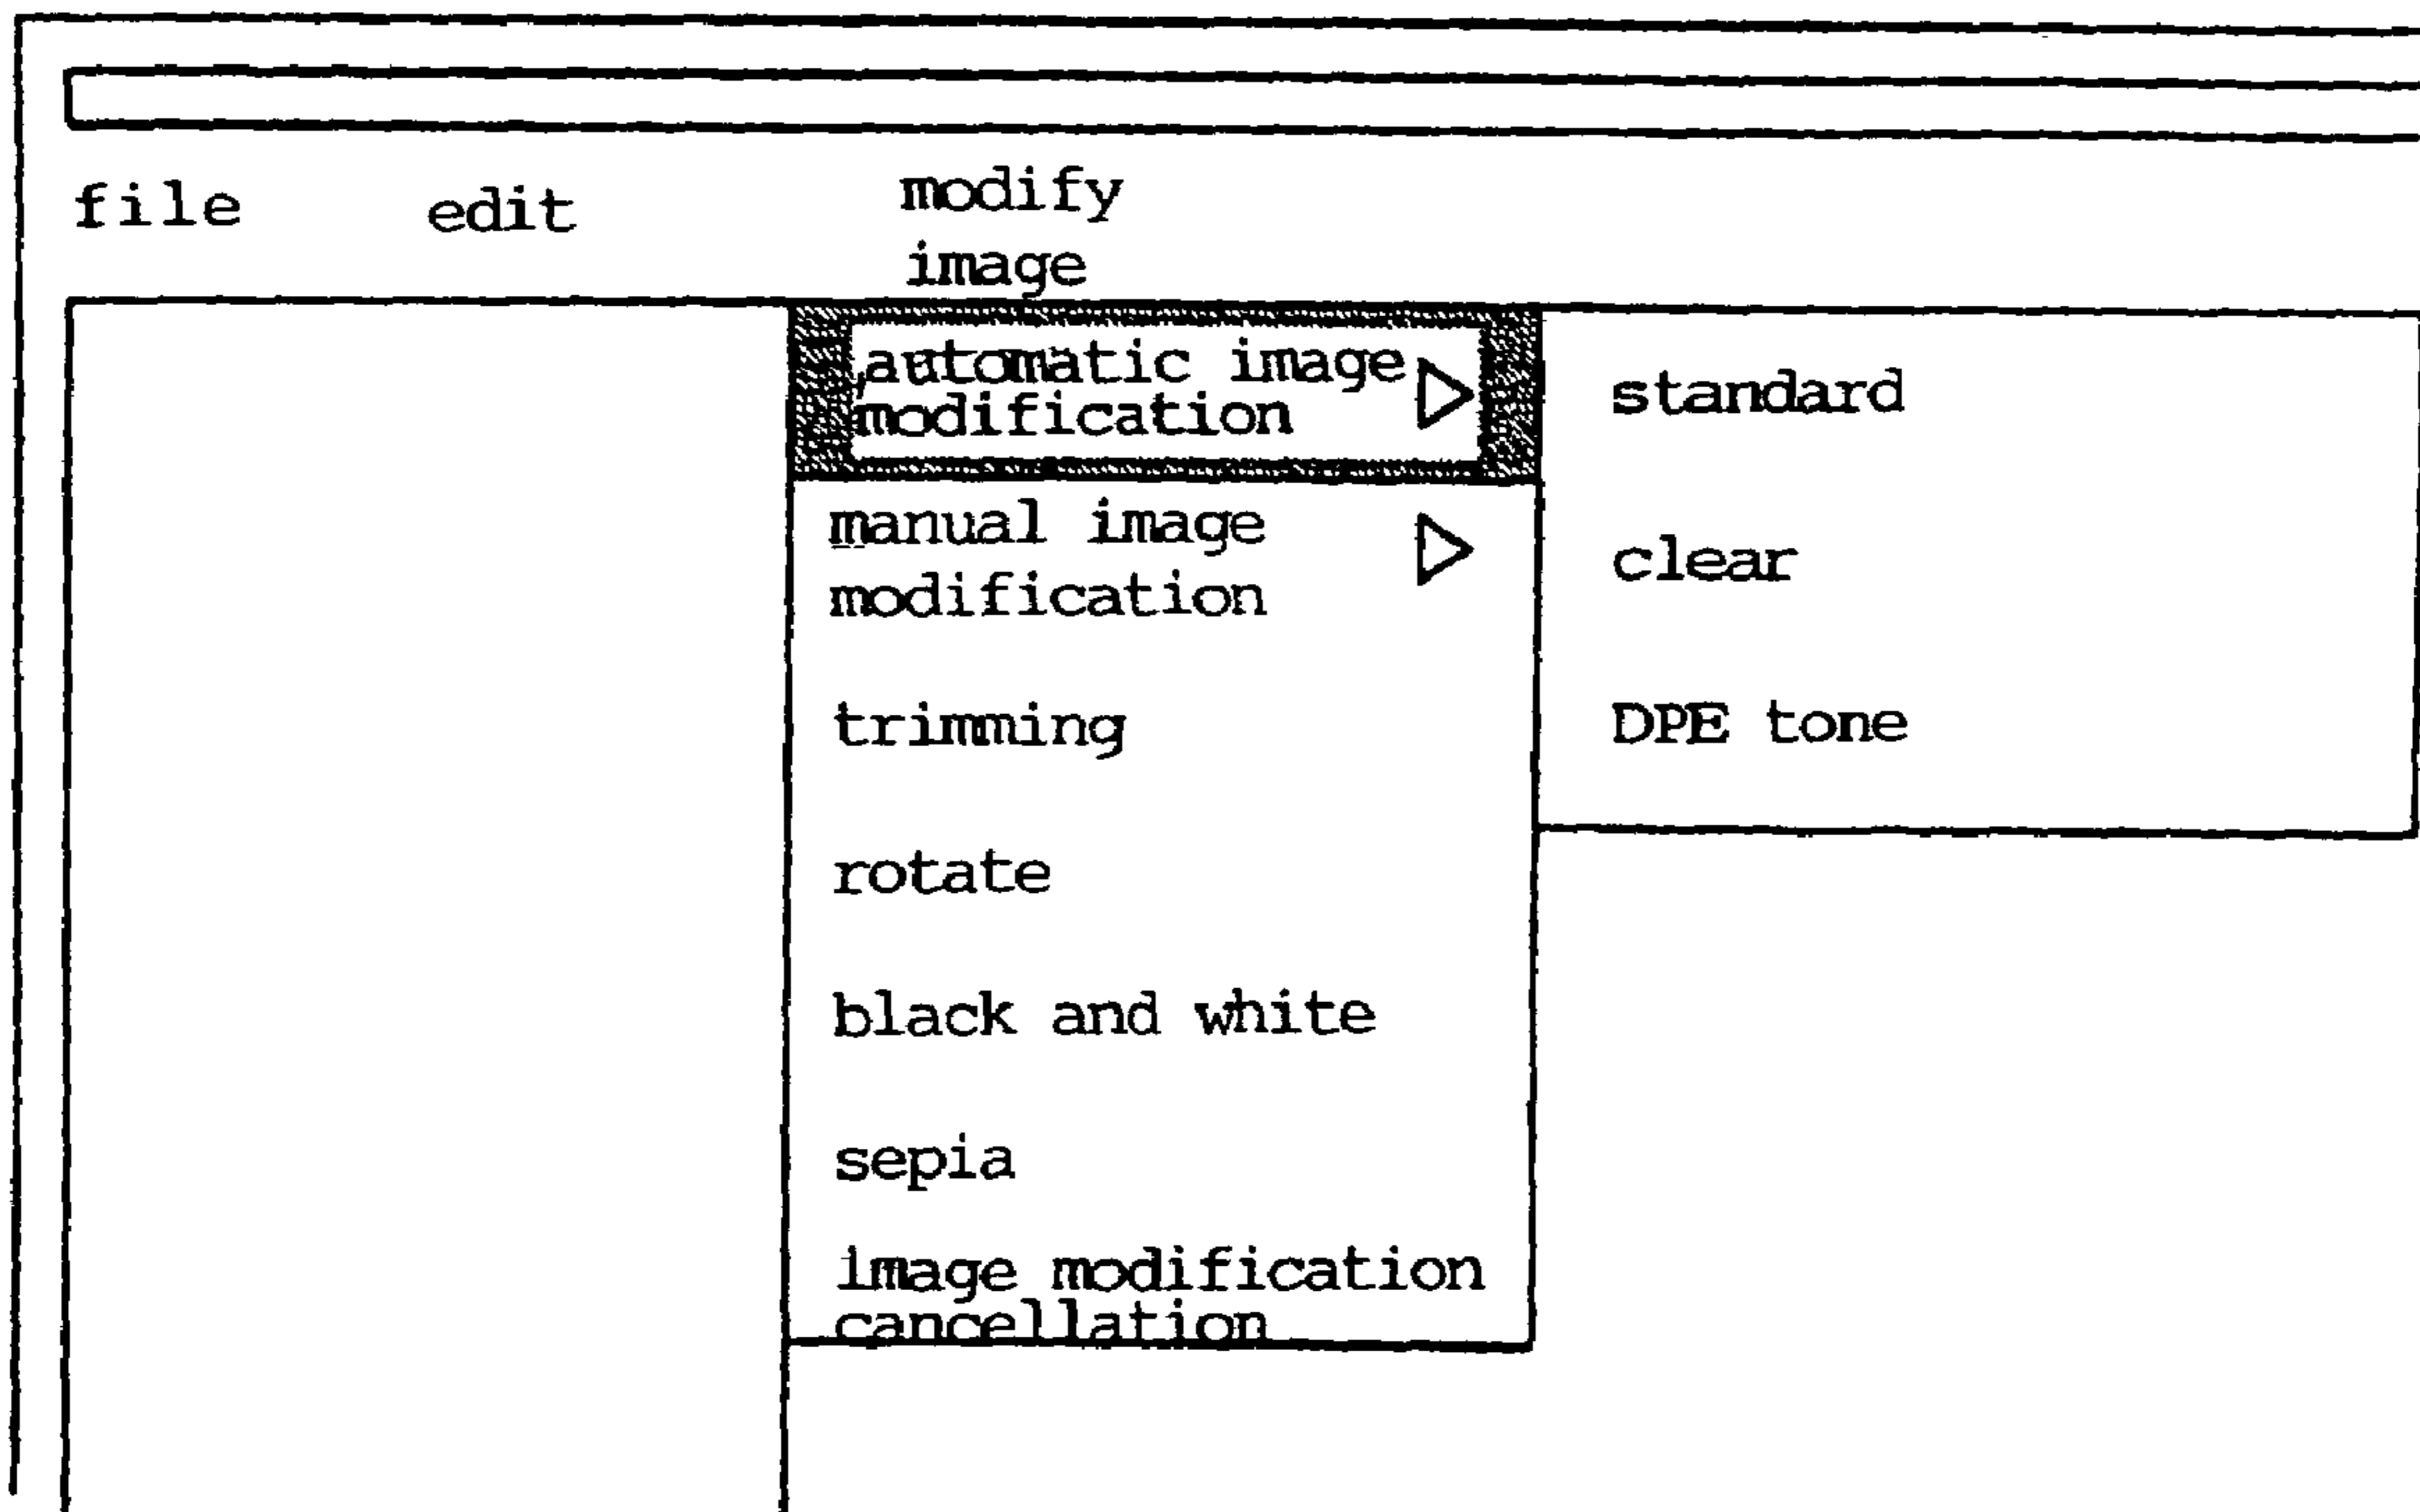 file edit modify
image
automatic image
modification
manual image
modification
trimming
rotate
black and white
sepia
image modification
cancellation
standard
clear
DPE tone